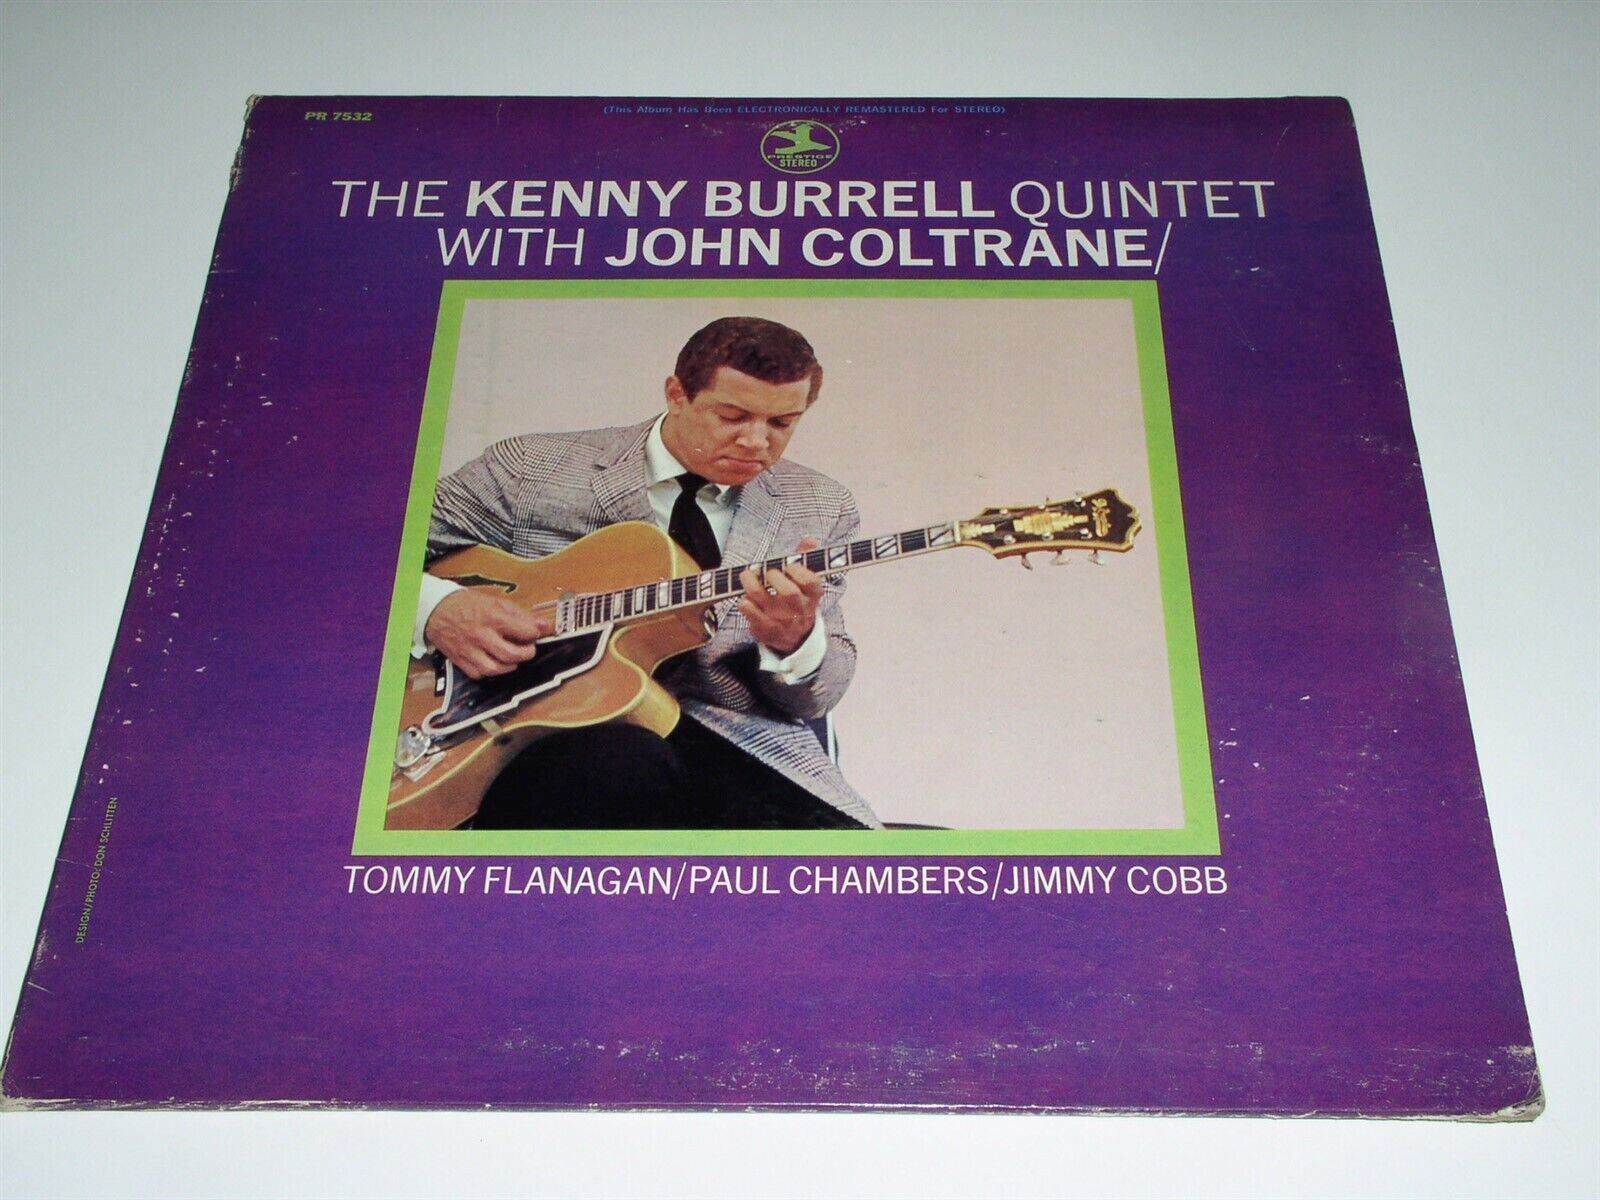 (This Album Has Been ELECTRONICALLY REMASTERED For STEREO)
PR 7532
PRESTIGE
STEREO
THE KENNY BURRELL QUINTET
WITH JOHN COLTRANE/
TOMMY FLANAGAN/PAUL CHAMBERS/JIMMY COBB
DESIGN/PHOTO/DON SCHLITTEN